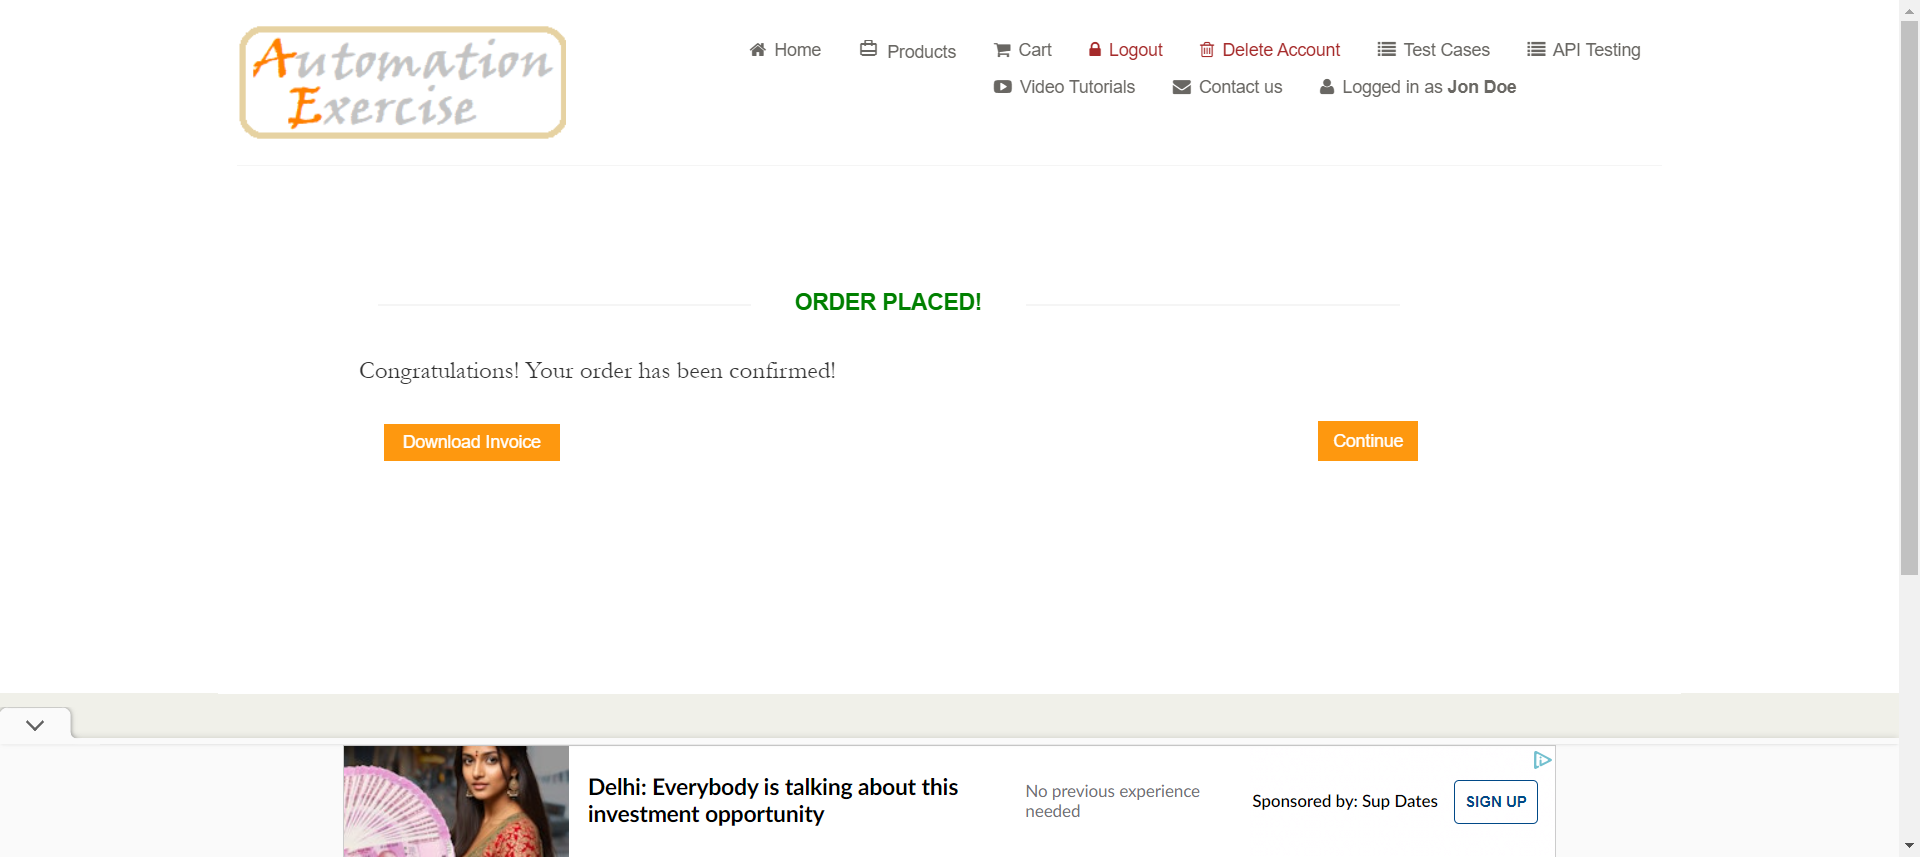 Automation
Exercise
Home
Products
Cart
Logout
Delete Account
Test Cases
API Testing
Video Tutorials
Contact us
Logged in as Jon Doe
ORDER PLACED!
Congratulations! Your order has been confirmed!
Download Invoice
Continue
Delhi: Everybody is talking about this
investment opportunity
No previous experience
needed
Sponsored by: Sup Dates
SIGN UP